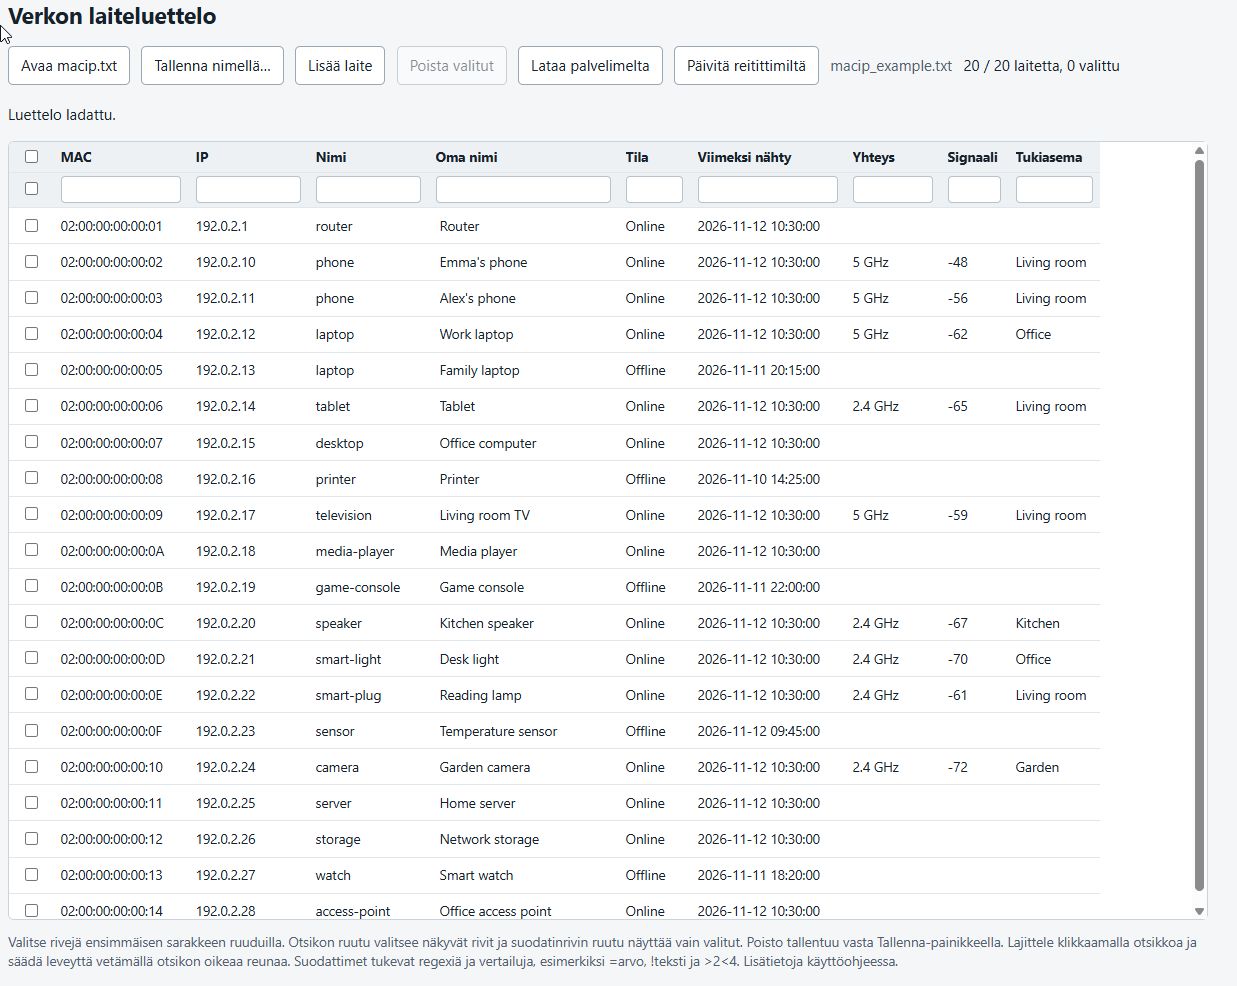 Verkon laiteluettelo
Avaa macip.txt Tallenna nimellä... Lisää laite Poista valitut Lataa palvelimelta Päivitä reitittimiltä macip_example.txt 20 / 20 laitetta, 0 valittu
Luettelo ladattu.
MAC IP Nimi Oma nimi Tila Viimeksi nähty Yhteys Signaali Tukiasema
02:00:00:00:00:01 192.0.2.1 router Router Online 2026-11-12 10:30:00
02:00:00:00:00:02 192.0.2.10 phone Emma's phone Online 2026-11-12 10:30:00 5 GHz -48 Living room
02:00:00:00:00:03 192.0.2.11 phone Alex's phone Online 2026-11-12 10:30:00 5 GHz -56 Living room
02:00:00:00:00:04 192.0.2.12 laptop Work laptop Online 2026-11-12 10:30:00 5 GHz -62 Office
02:00:00:00:00:05 192.0.2.13 laptop Family laptop Offline 2026-11-11 20:15:00
02:00:00:00:00:06 192.0.2.14 tablet Tablet Online 2026-11-12 10:30:00 2.4 GHz -65 Living room
02:00:00:00:00:07 192.0.2.15 desktop Office computer Online 2026-11-12 10:30:00
02:00:00:00:00:08 192.0.2.16 printer Printer Offline 2026-11-10 14:25:00
02:00:00:00:00:09 192.0.2.17 television Living room TV Online 2026-11-12 10:30:00 5 GHz -59 Living room
02:00:00:00:00:0A 192.0.2.18 media-player Media player Online 2026-11-12 10:30:00
02:00:00:00:00:0B 192.0.2.19 game-console Game console Offline 2026-11-11 22:00:00
02:00:00:00:00:0C 192.0.2.20 speaker Kitchen speaker Online 2026-11-12 10:30:00 2.4 GHz -67 Kitchen
02:00:00:00:00:0D 192.0.2.21 smart-light Desk light Online 2026-11-12 10:30:00 2.4 GHz -70 Office
02:00:00:00:00:0E 192.0.2.22 smart-plug Reading lamp Online 2026-11-12 10:30:00 2.4 GHz -61 Living room
02:00:00:00:00:0F 192.0.2.23 sensor Temperature sensor Offline 2026-11-12 09:45:00
02:00:00:00:00:10 192.0.2.24 camera Garden camera Online 2026-11-12 10:30:00 2.4 GHz -72 Garden
02:00:00:00:00:11 192.0.2.25 server Home server Online 2026-11-12 10:30:00
02:00:00:00:00:12 192.0.2.26 storage Network storage Online 2026-11-12 10:30:00
02:00:00:00:00:13 192.0.2.27 watch Smart watch Offline 2026-11-11 18:20:00
02:00:00:00:00:14 192.0.2.28 access-point Office access point Online 2026-11-12 10:30:00
Valitse rivejä ensimmäisen sarakkeen ruuduilla. Otsikon ruutu valitsee näkyvät rivit ja suodatinrivin ruutu näyttää vain valitut. Poisto tallentuu vasta Tallenna-painikkeella. Lajittele klikkaamalla otsikkoa ja
säädä leveyttä vetämällä otsikon oikeaa reunaa. Suodattimet tukevat regexiä ja vertailuja, esimerkiksi =arvo, !teksti ja >2<4. Lisätietoja käyttöohjeessa.